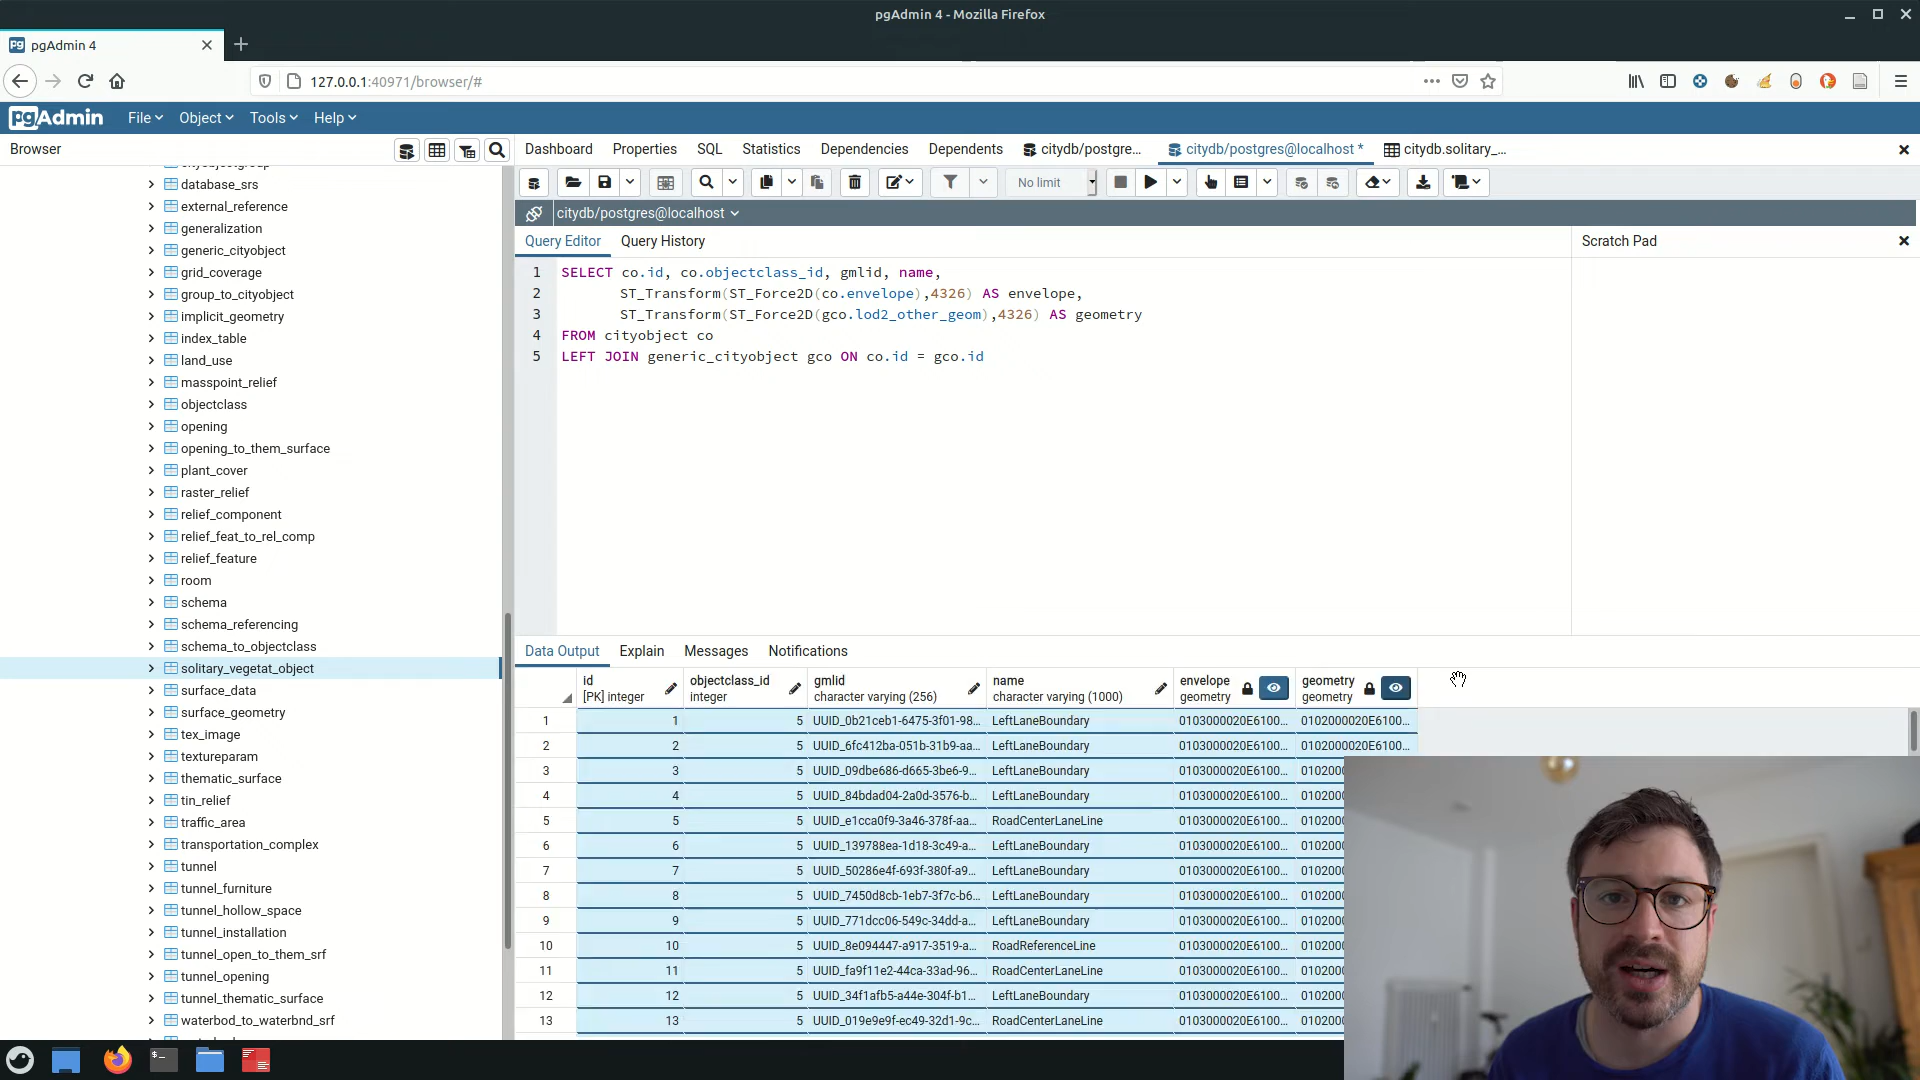 pgAdmin 4 - Mozilla Firefox
pgAdmin 4
127.0.0.1:40971/browser/#
pgAdmin File Object Tools Help
Browser
Dashboard Properties SQL Statistics Dependencies Dependents citydb/postgre... citydb/postgres@localhost * citydb.solitary_...
No limit
citydb/postgres@localhost
Query Editor Query History
Scratch Pad
database_srs
external_reference
generalization
generic_cityobject
grid_coverage
group_to_cityobject
implicit_geometry
index_table
land_use
masspoint_relief
objectclass
opening
opening_to_them_surface
plant_cover
raster_relief
relief_component
relief_feat_to_rel_comp
relief_feature
room
schema
schema_referencing
schema_to_objectclass
solitary_vegetat_object
surface_data
surface_geometry
tex_image
textureparam
thematic_surface
tin_relief
traffic_area
transportation_complex
tunnel
tunnel_furniture
tunnel_hollow_space
tunnel_installation
tunnel_open_to_them_srf
tunnel_opening
tunnel_thematic_surface
waterbod_to_waterbnd_srf
1 SELECT co.id, co.objectclass_id, gmlid, name,
2 ST_Transform(ST_Force2D(co.envelope),4326) AS envelope,
3 ST_Transform(ST_Force2D(gco.lod2_other_geom),4326) AS geometry
4 FROM cityobject co
5 LEFT JOIN generic_cityobject gco ON co.id = gco.id
Data Output Explain Messages Notifications
id objectclass_id gmlid name envelope geometry
[PK] integer integer character varying (256) character varying (1000) geometry geometry
1 1 5 UUID_0b21ceb1-6475-3f01-98... LeftLaneBoundary 0103000020E6100... 0102000020E6100...
2 2 5 UUID_6fc412ba-051b-31b9-aa... LeftLaneBoundary 0103000020E6100... 0102000020E6100...
3 3 5 UUID_09dbe686-d665-3be6-9... LeftLaneBoundary 0103000020E6100... 010200
4 4 5 UUID_84bdad04-2a0d-3576-b... LeftLaneBoundary 0103000020E6100... 010200
5 5 5 UUID_e1cca0f9-3a46-378f-aa... RoadCenterLaneLine 0103000020E6100... 010200
6 6 5 UUID_139788ea-1d18-3c49-a... LeftLaneBoundary 0103000020E6100... 010200
7 7 5 UUID_50286e4f-693f-380f-a9... LeftLaneBoundary 0103000020E6100... 010200
8 8 5 UUID_7450d8cb-1eb7-3f7c-b6... LeftLaneBoundary 0103000020E6100... 010200
9 9 5 UUID_771dcc06-549c-34dd-a... LeftLaneBoundary 0103000020E6100... 010200
10 10 5 UUID_8e094447-a917-3519-a... RoadReferenceLine 0103000020E6100... 010200
11 11 5 UUID_fa9f11e2-44ca-33ad-96... RoadCenterLaneLine 0103000020E6100... 010200
12 12 5 UUID_34f1afb5-a44e-304f-b1... LeftLaneBoundary 0103000020E6100... 010200
13 13 5 UUID_019e9e9f-ec49-32d1-9c... RoadCenterLaneLine 0103000020E6100... 010200